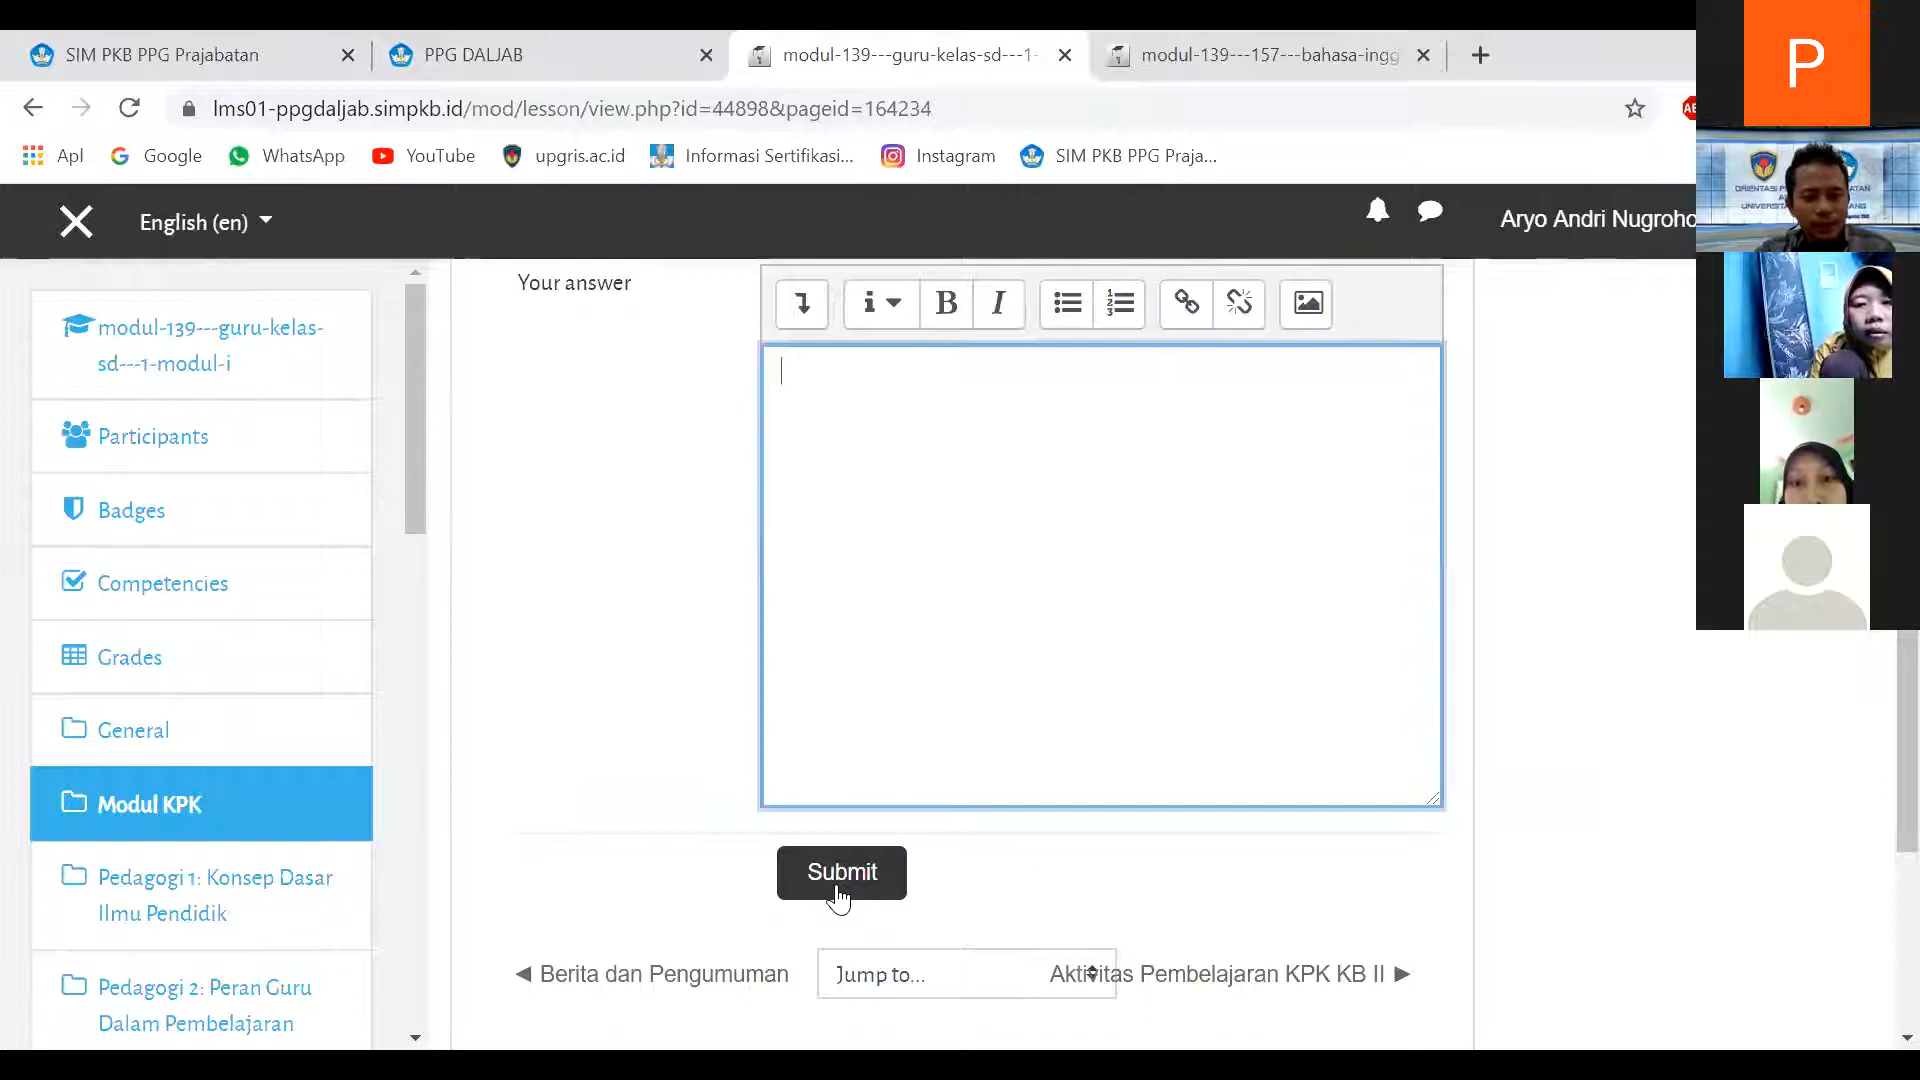 SIM PKB PPG Prajabatan
PPG DALJAB
modul-139---guru-kelas-sd---1-
modul-139---157---bahasa-ingg
lms01-ppgdaljab.simpkb.id/mod/lesson/view.php?id=44898&pageid=164234
Apl
Google
WhatsApp
YouTube
upgris.ac.id
Informasi Sertifikasi...
Instagram
SIM PKB PPG Praja...
English (en)
Aryo Andri Nugroho
P
modul-139---guru-kelas-
sd---1-modul-i
Participants
Badges
Competencies
Grades
General
Modul KPK
Pedagogi 1: Konsep Dasar
Ilmu Pendidik
Pedagogi 2: Peran Guru
Dalam Pembelajaran
Your answer
i
B
I
Submit
◄ Berita dan Pengumuman
Jump to...
Aktivitas Pembelajaran KPK KB II ►